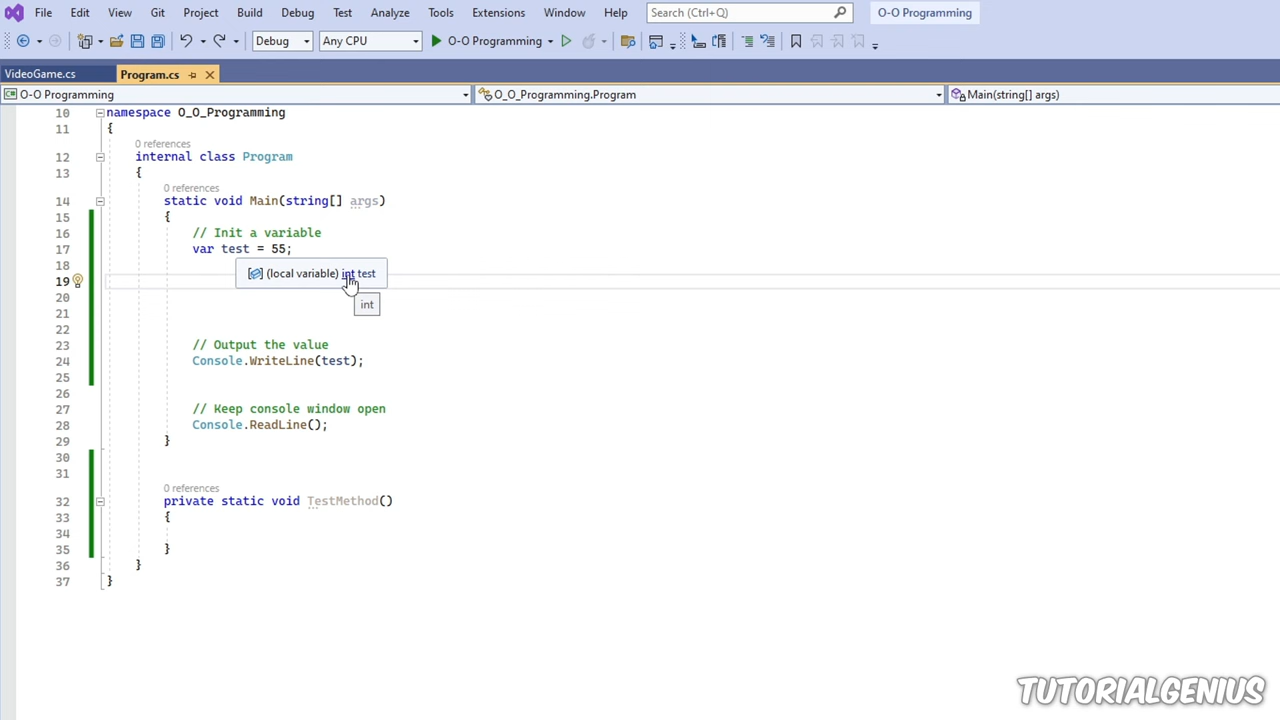 File Edit View Git Project Build Debug Test Analyze Tools Extensions Window Help Search (Ctrl+Q) O-O Programming
Debug Any CPU O-O Programming
VideoGame.cs Program.cs
C# O-O Programming O_O_Programming.Program Main(string[] args)
10 namespace O_O_Programming
11 {
0 references
12 internal class Program
13 {
0 references
14 static void Main(string[] args)
15 {
16 // Init a variable
17 var test = 55;
18 (local variable) int test
19
int
20
21
22
23 // Output the value
24 Console.WriteLine(test);
25
26
27 // Keep console window open
28 Console.ReadLine();
29 }
30
31
0 references
32 private static void TestMethod()
33 {
34
35 }
36 }
37 }
TUTORIALGENIUS